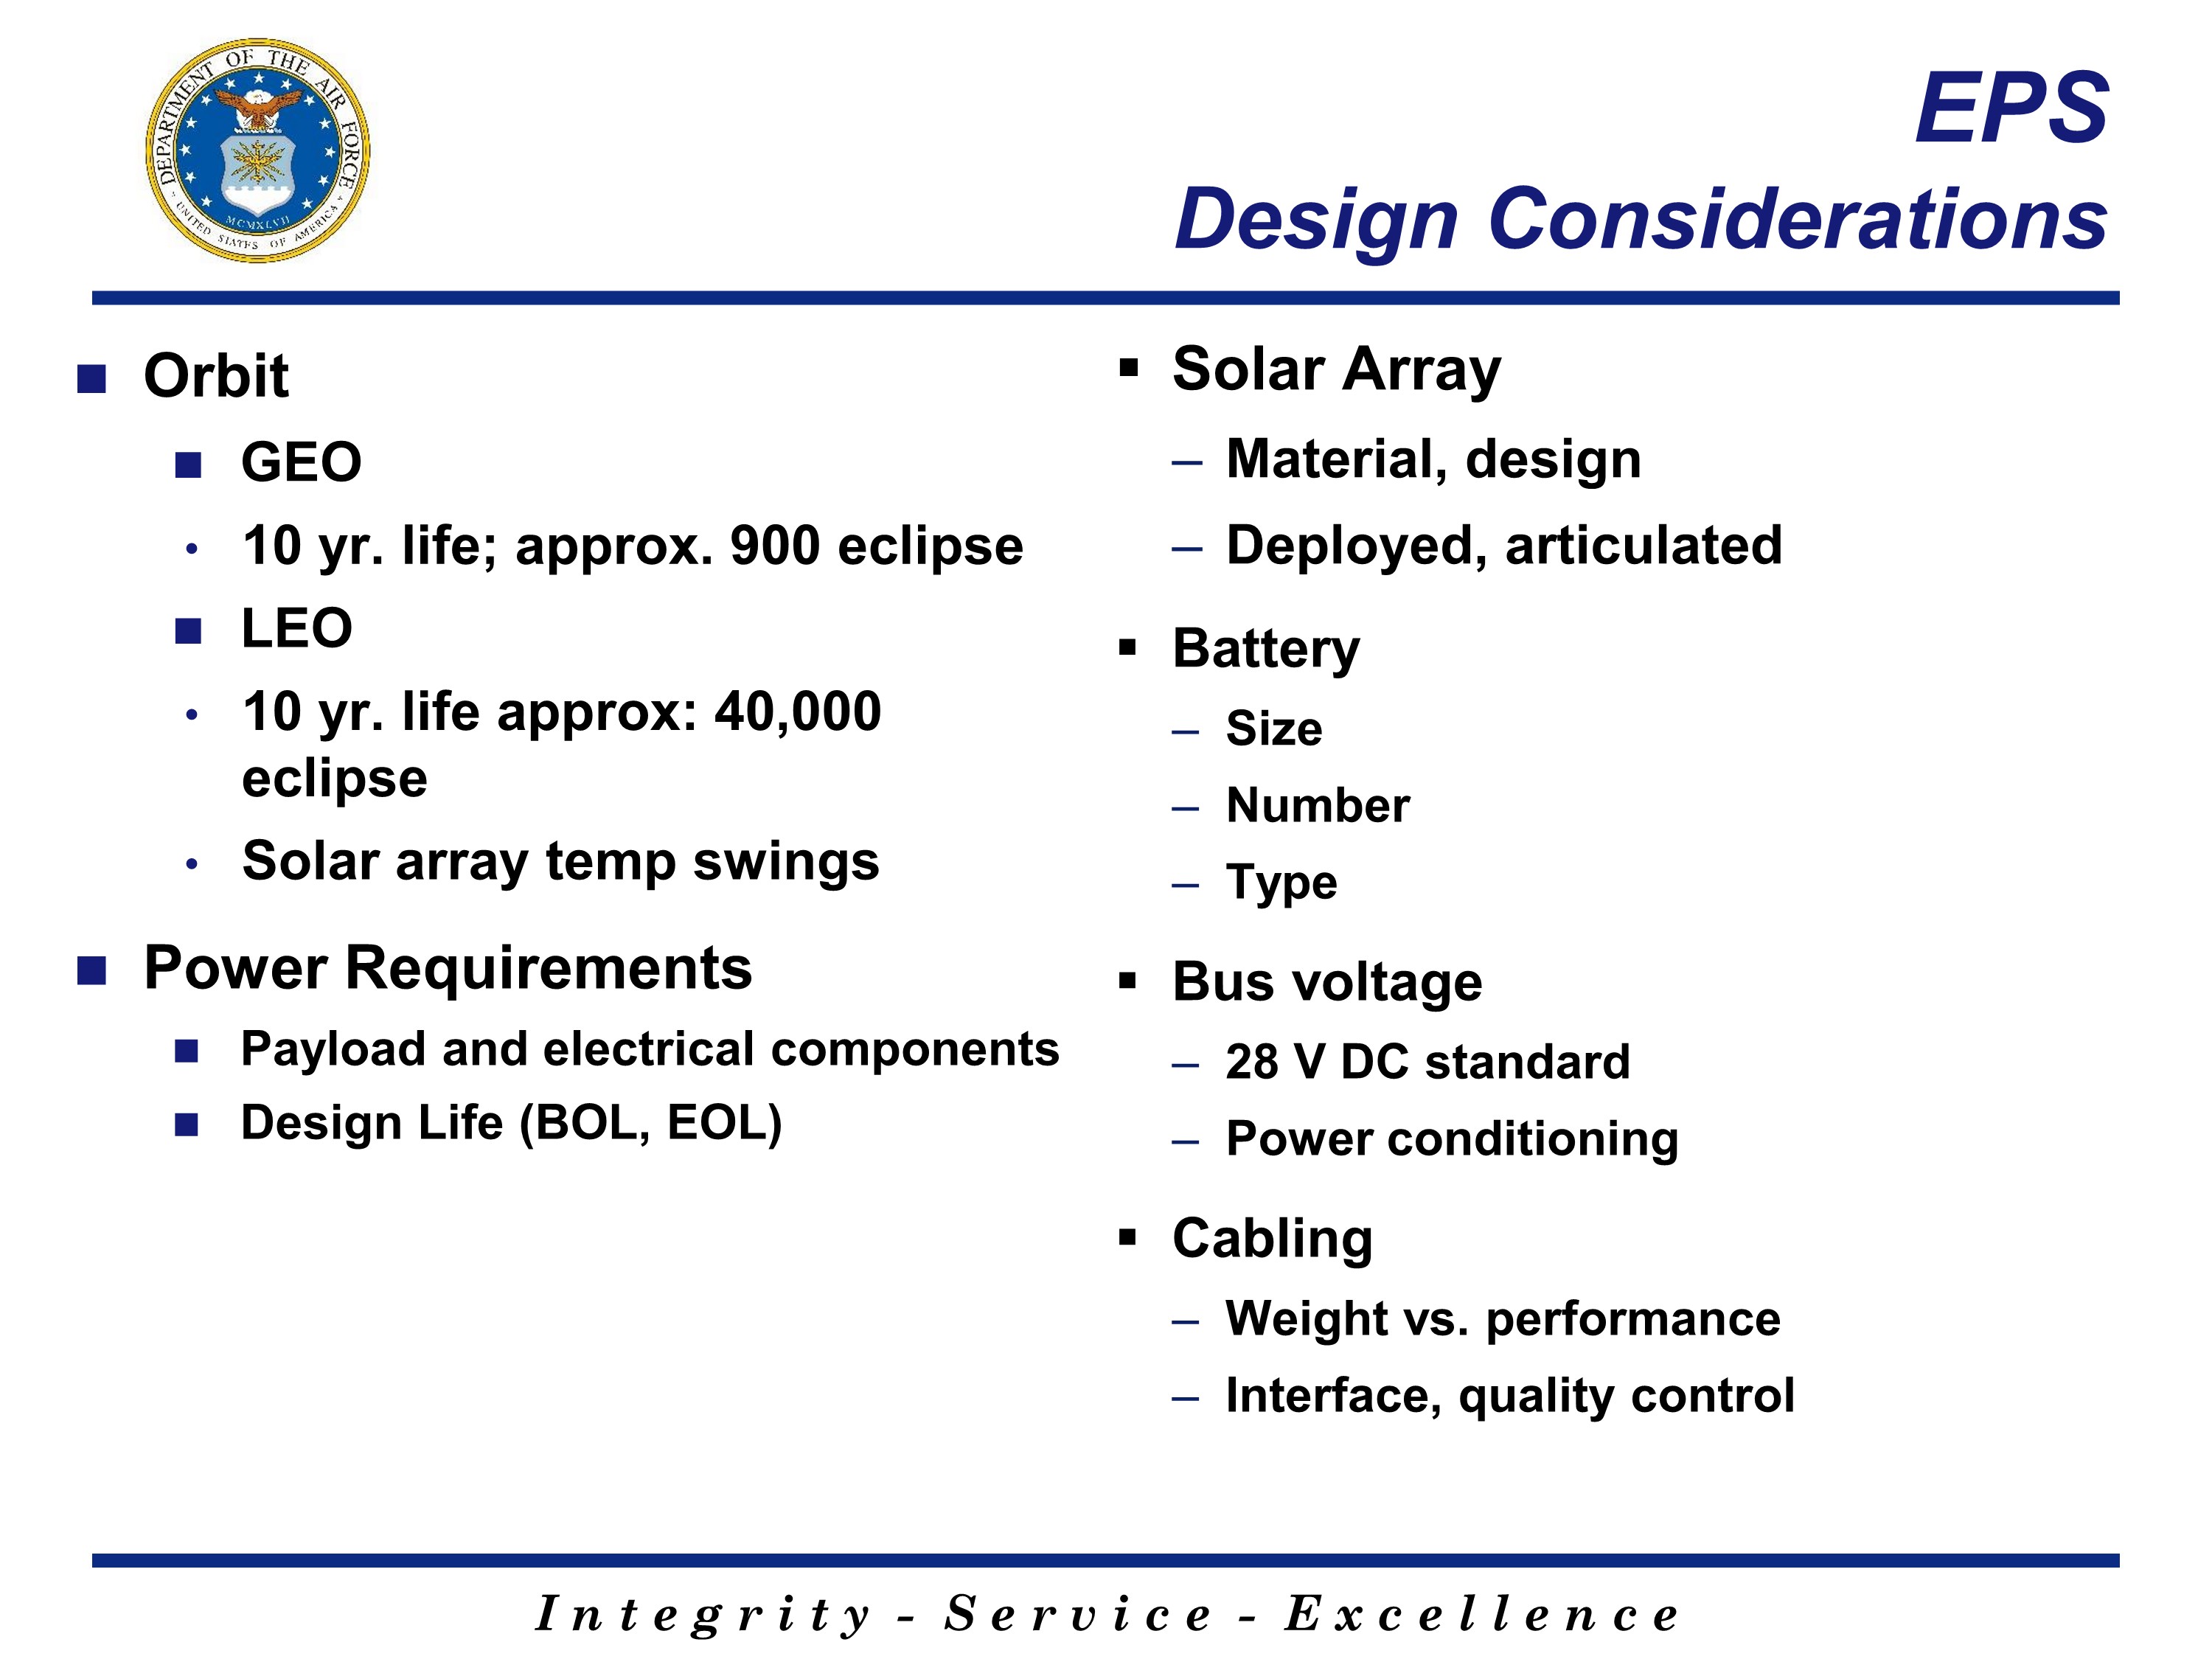 DEPARTMENT OF THE AIR FORCE
MCMXLVII
UNITED STATES OF AMERICA
EPS
Design Considerations
Orbit
GEO
10 yr. life; approx. 900 eclipse
LEO
10 yr. life approx: 40,000
eclipse
Solar array temp swings
Power Requirements
Payload and electrical components
Design Life (BOL, EOL)
Solar Array
– Material, design
– Deployed, articulated
Battery
– Size
– Number
– Type
Bus voltage
– 28 V DC standard
– Power conditioning
Cabling
– Weight vs. performance
– Interface, quality control
Integrity - Service - Excellence